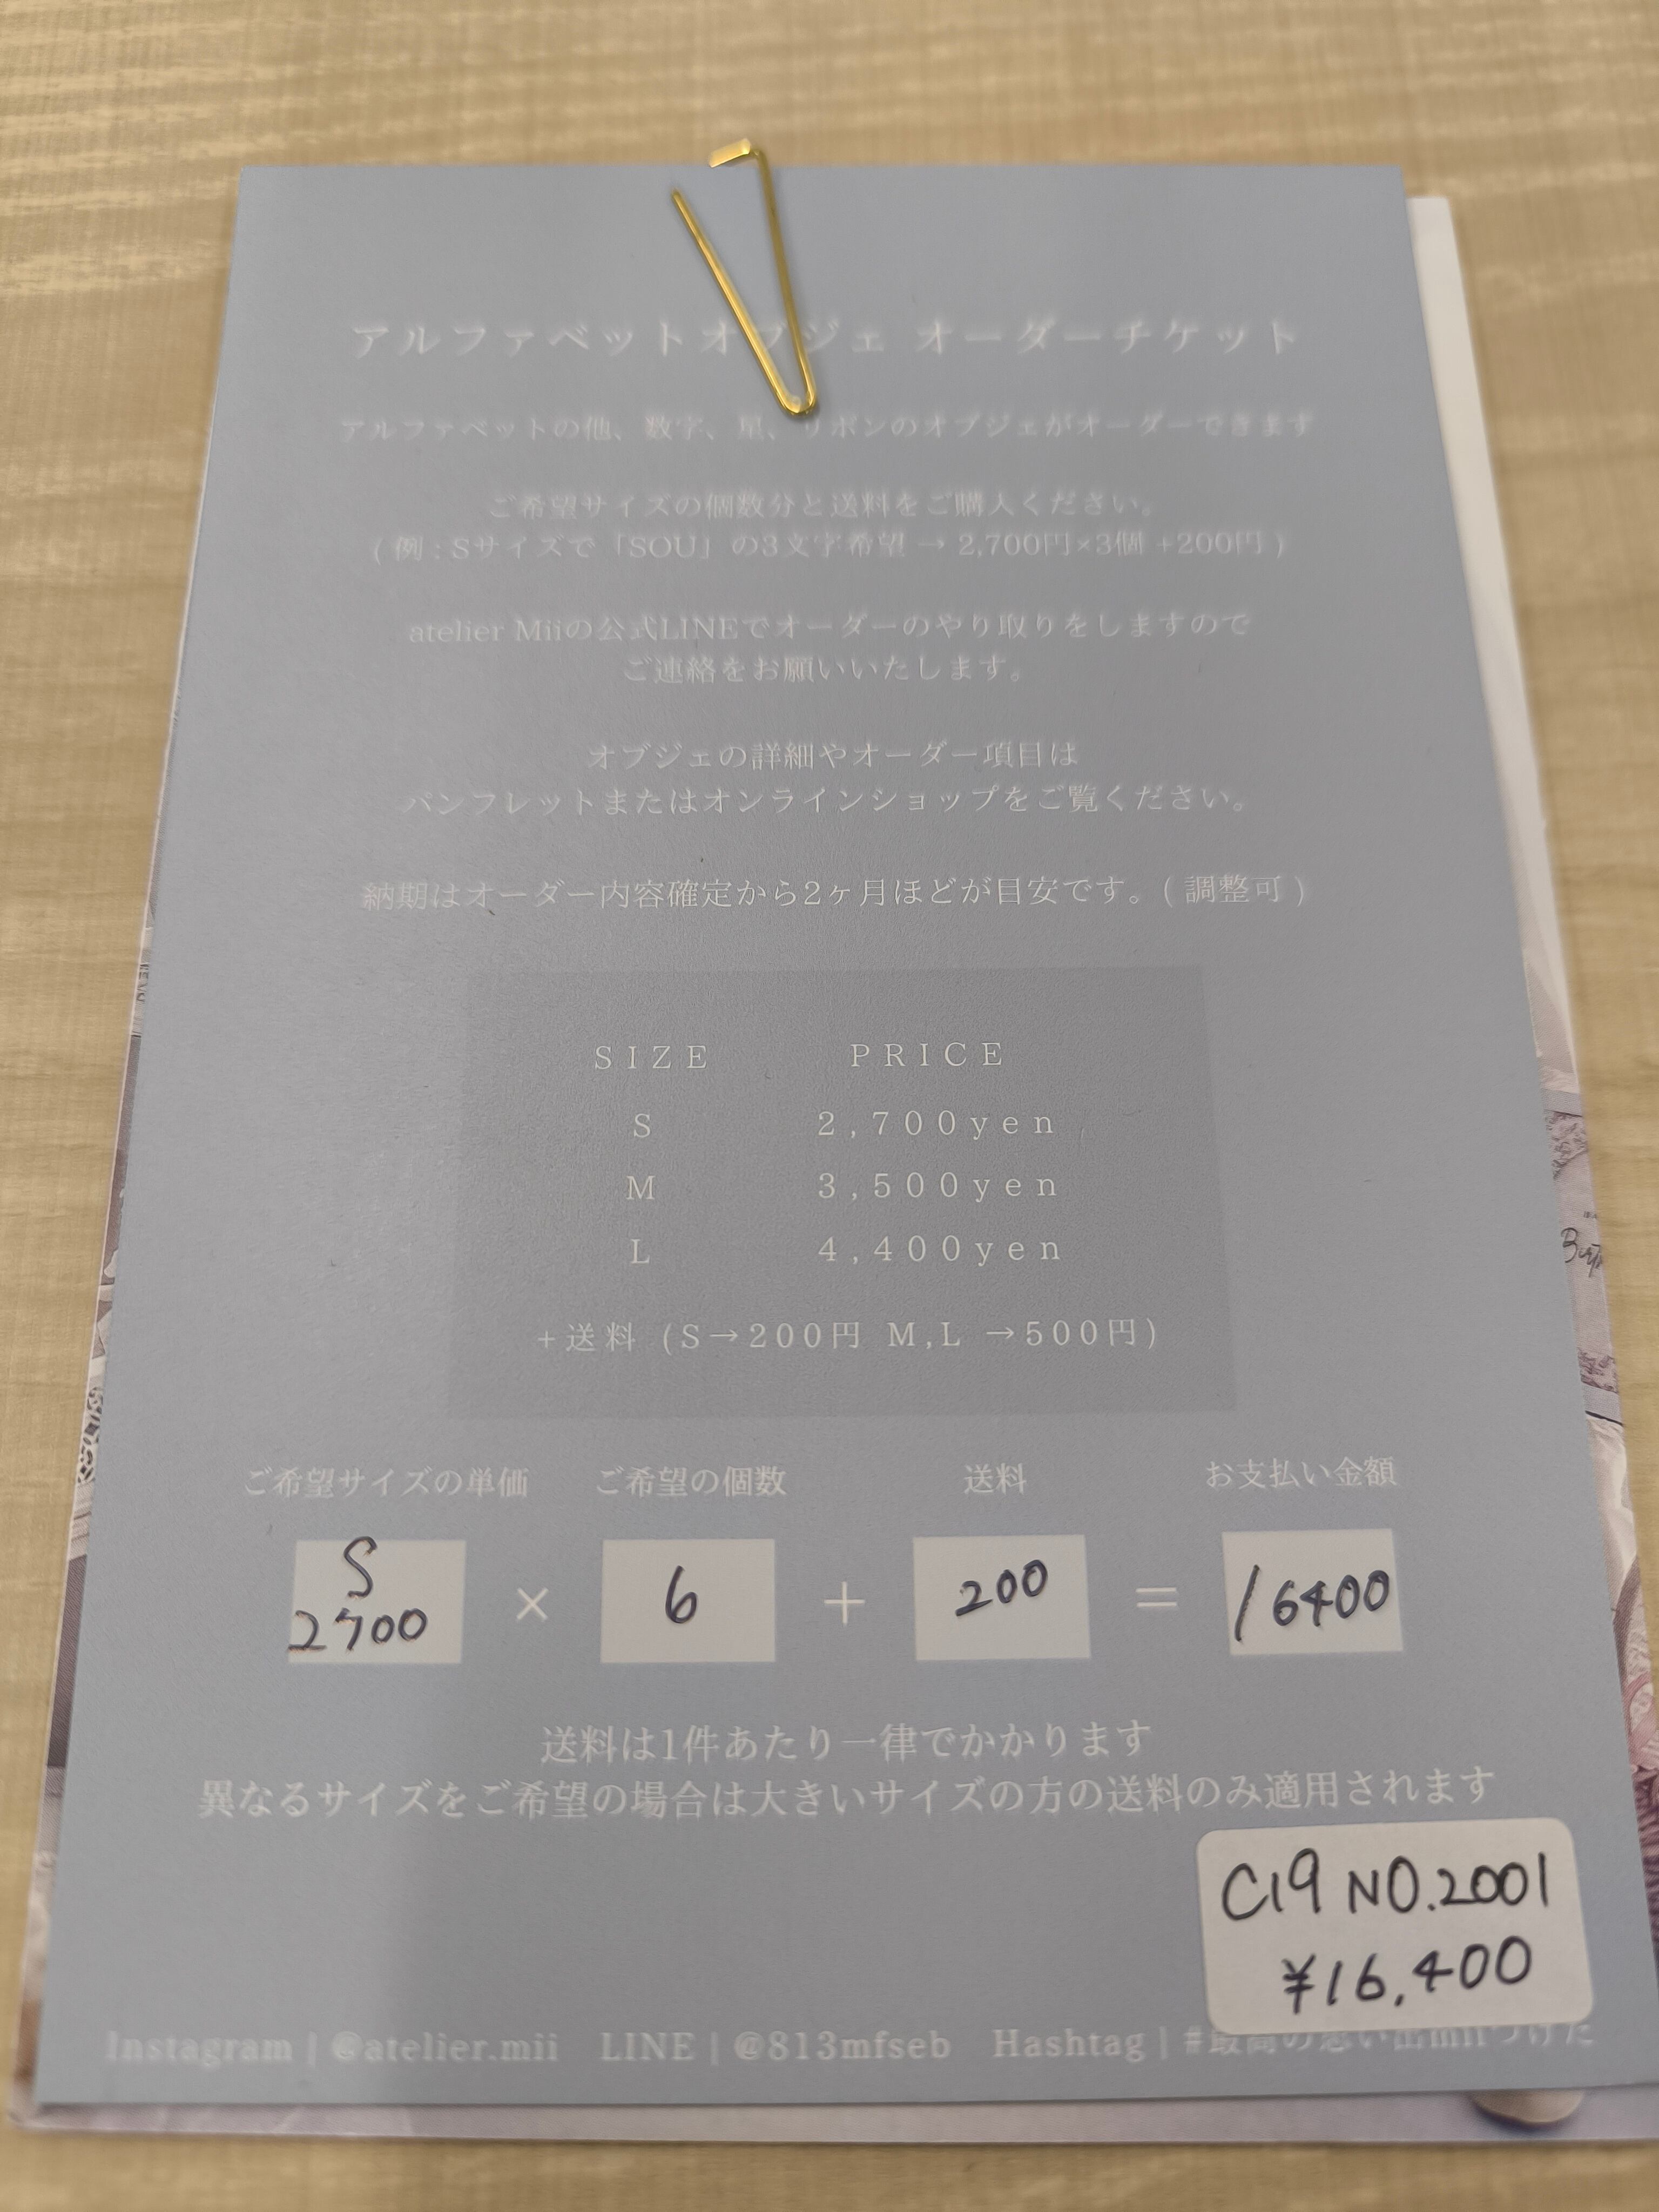 アルファベットオブジェ オーダーチケット
アルファベットの他、数字、星、リボンのオブジェがオーダーできます
ご希望サイズの個数分と送料をご購入ください。
( 例 : Sサイズで「SOU」の3文字希望 → 2,700円×3個 +200円 )
atelier Miiの公式LINEでオーダーのやり取りをしますので
ご連絡をお願いいたします。
オブジェの詳細やオーダー項目は
パンフレットまたはオンラインショップをご覧ください。
納期はオーダー内容確定から2ヶ月ほどが目安です。( 調整可 )
SIZE PRICE
S 2,700yen
M 3,500yen
L 4,400yen
+送料 (S→200円 M,L →500円)
ご希望サイズの単価 ご希望の個数 送料 お支払い金額
S
2700 × 6 + 200 = 16400
送料は1件あたり一律でかかります
異なるサイズをご希望の場合は大きいサイズの方の送料のみ適用されます
C19 NO.2001
¥16,400
Instagram | @atelier.mii LINE | @813mfseb Hashtag | #最高の思い出miiつけた